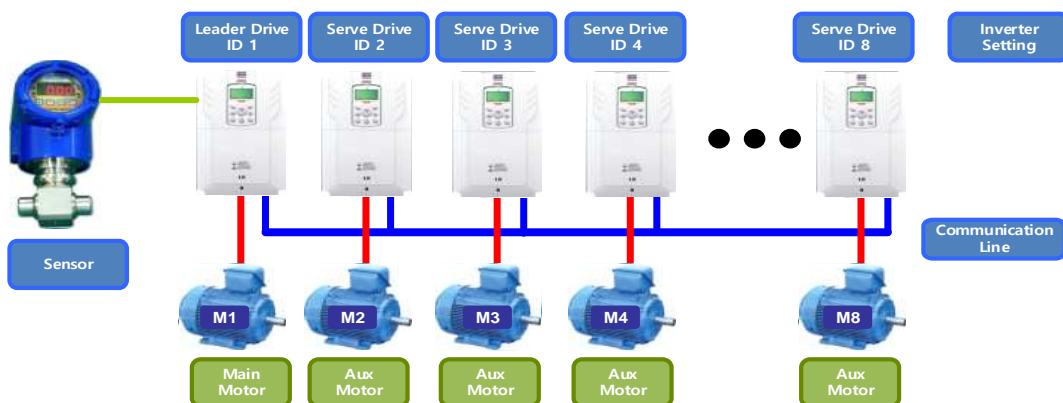 Leader Drive
ID 1
Serve Drive
ID 2
Serve Drive
ID 3
Serve Drive
ID 4
Serve Drive
ID 8
Inverter
Setting
Communication
Line
Sensor
M1
M2
M3
M4
M8
Main
Motor
Aux
Motor
Aux
Motor
Aux
Motor
Aux
Motor